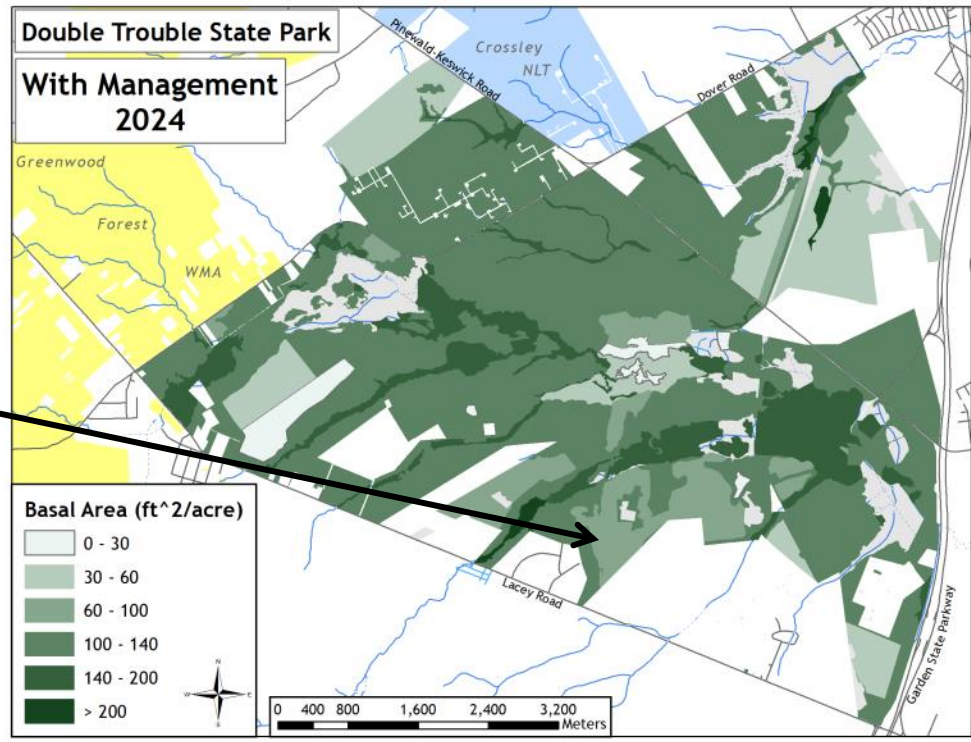 Double Trouble State Park
With Management
2024
Pinewald-Keswick Road
Crossley
NLT
Dover Road
Greenwood
Forest
WMA
Lacey Road
Garden State Parkway
Basal Area (ft^2/acre)
0 - 30
30 - 60
60 - 100
100 - 140
140 - 200
> 200
N
W
E
S
0 400 800 1,600 2,400 3,200
Meters